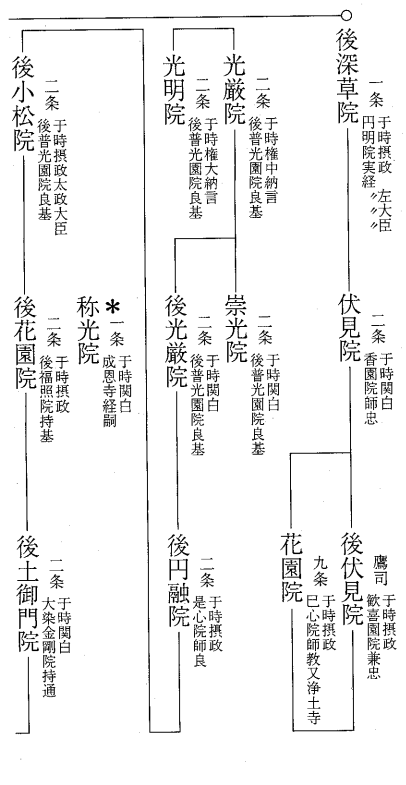 後深草院
一条
于時摂政 左大臣
円明院実経〃〃〃
伏見院
二条
于時関白
香園院師忠
後伏見院
鷹司
于時摂政
歓喜園院兼忠
花園院
九条
于時摂政
巳心院師教又浄土寺
光厳院
二条
于時権中納言
後普光園院良基
光明院
二条
于時権大納言
後普光園院良基
崇光院
二条
于時関白
後普光園院良基
後光厳院
二条
于時関白
後普光園院良基
後円融院
二条
于時摂政
是心院師良
後小松院
二条
于時摂政太政大臣
後普光園院良基
＊
称光院
一条
于時関白
成恩寺経嗣
後花園院
二条
于時摂政
後福照院持基
後土御門院
二条
于時関白
大染金剛院持通